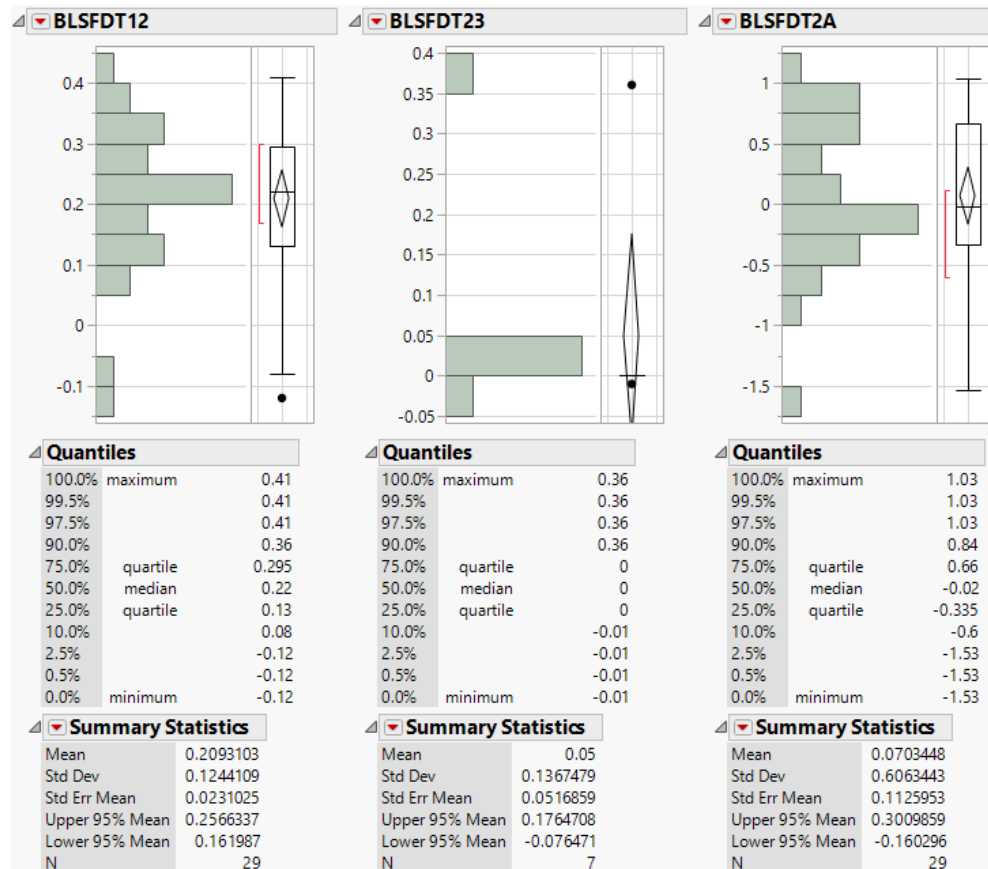 BLSFDT12
0.4
0.3
0.2
0.1
0
-0.1
Quantiles
100.0% maximum 0.41
99.5% 0.41
97.5% 0.41
90.0% 0.36
75.0% quartile 0.295
50.0% median 0.22
25.0% quartile 0.13
10.0% 0.08
2.5% -0.12
0.5% -0.12
0.0% minimum -0.12
Summary Statistics
Mean 0.2093103
Std Dev 0.1244109
Std Err Mean 0.0231025
Upper 95% Mean 0.2566337
Lower 95% Mean 0.161987
N 29
BLSFDT23
0.4
0.35
0.3
0.25
0.2
0.15
0.1
0.05
0
-0.05
Quantiles
100.0% maximum 0.36
99.5% 0.36
97.5% 0.36
90.0% 0.36
75.0% quartile 0
50.0% median 0
25.0% quartile 0
10.0% -0.01
2.5% -0.01
0.5% -0.01
0.0% minimum -0.01
Summary Statistics
Mean 0.05
Std Dev 0.1367479
Std Err Mean 0.0516859
Upper 95% Mean 0.1764708
Lower 95% Mean -0.076471
N 7
BLSFDT2A
1
0.5
0
-0.5
-1
-1.5
Quantiles
100.0% maximum 1.03
99.5% 1.03
97.5% 1.03
90.0% 0.84
75.0% quartile 0.66
50.0% median -0.02
25.0% quartile -0.335
10.0% -0.6
2.5% -1.53
0.5% -1.53
0.0% minimum -1.53
Summary Statistics
Mean 0.0703448
Std Dev 0.6063443
Std Err Mean 0.1125953
Upper 95% Mean 0.3009859
Lower 95% Mean -0.160296
N 29